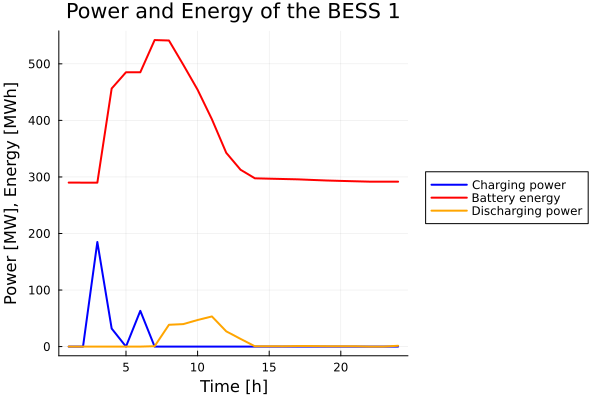 Power and Energy of the BESS 1
Power [MW], Energy [MWh]
500
400
300
200
100
0
5
10
15
20
Time [h]
Charging power
Battery energy
Discharging power